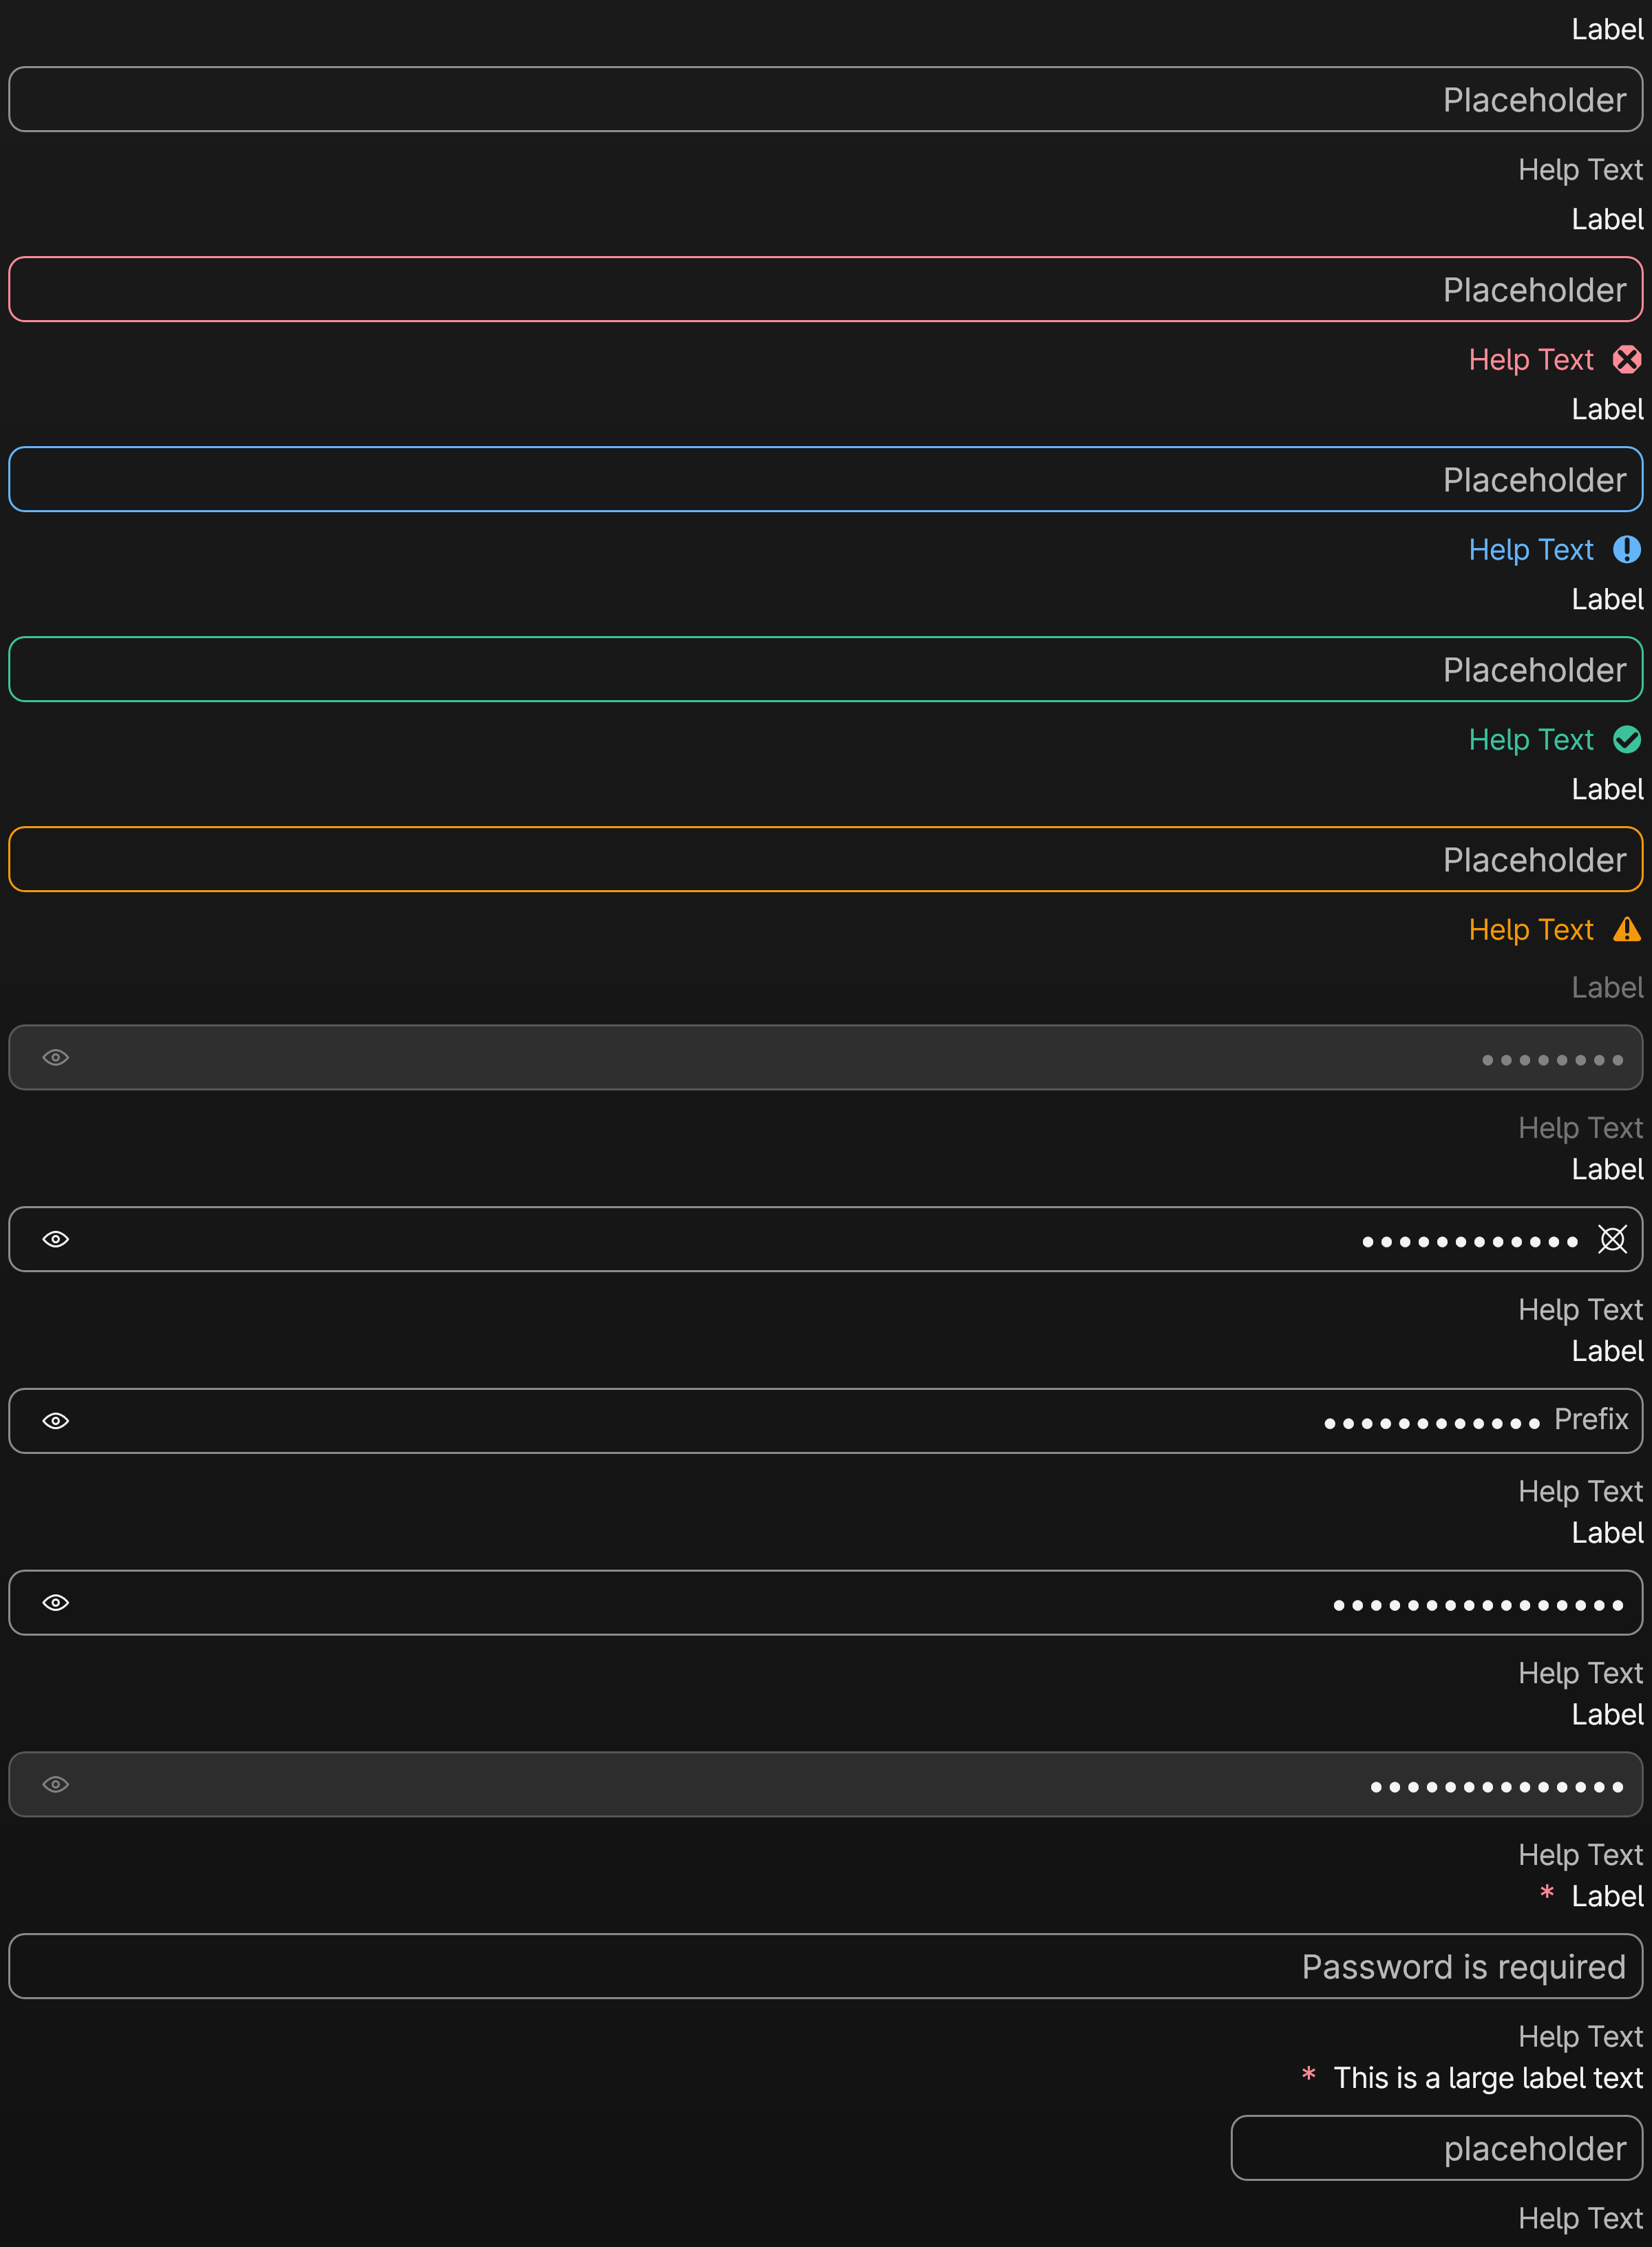 Label
Placeholder
Help Text
Label
Placeholder
Help Text
Label
Placeholder
Help Text
Label
Placeholder
Help Text
Label
Placeholder
Help Text
Label
••••••••
Help Text
Label
••••••••••••
Help Text
Label
•••••••••••• Prefix
Help Text
Label
••••••••••••••••
Help Text
Label
••••••••••••••
Help Text
* Label
Password is required
Help Text
* This is a large label text
placeholder
Help Text